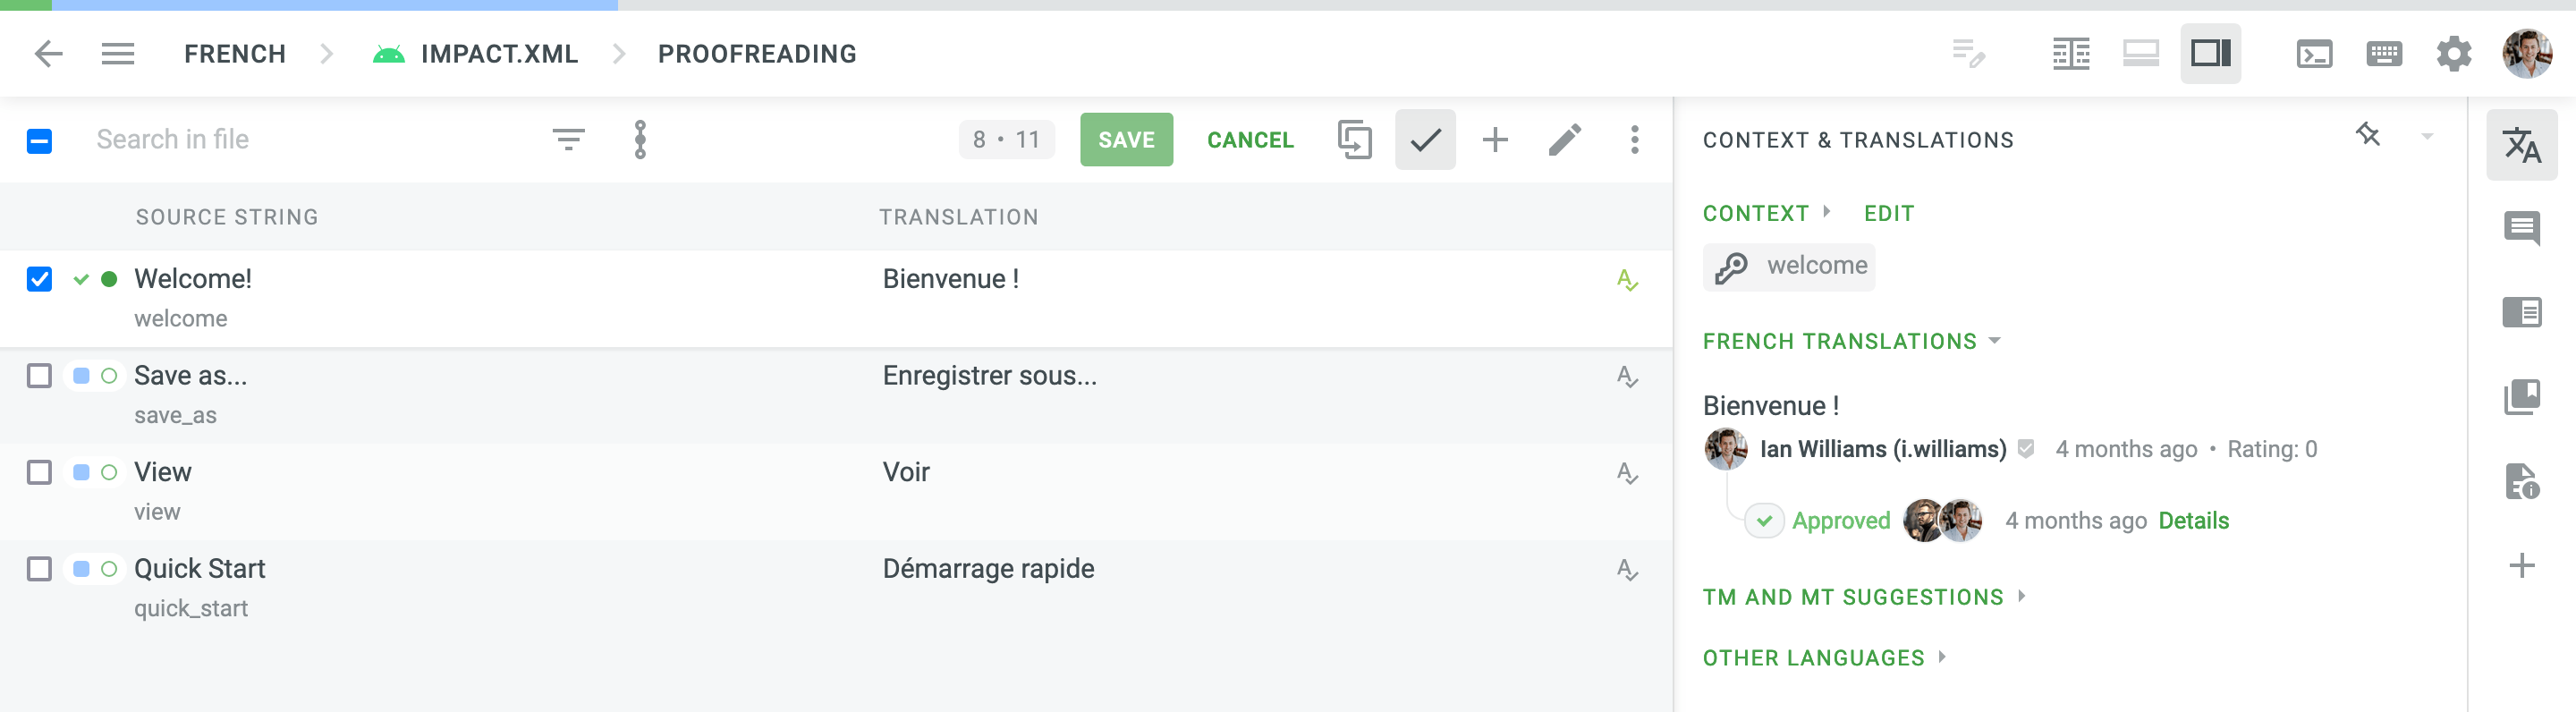 FRENCH
IMPACT.XML
PROOFREADING
Search in file
8 • 11
SAVE
CANCEL
SOURCE STRING
TRANSLATION
Welcome!
Bienvenue !
welcome
Save as...
Enregistrer sous...
save_as
View
Voir
view
Quick Start
Démarrage rapide
quick_start
CONTEXT & TRANSLATIONS
CONTEXT
EDIT
welcome
FRENCH TRANSLATIONS
Bienvenue !
Ian Williams (i.williams) 4 months ago • Rating: 0
Approved 4 months ago Details
TM AND MT SUGGESTIONS
OTHER LANGUAGES